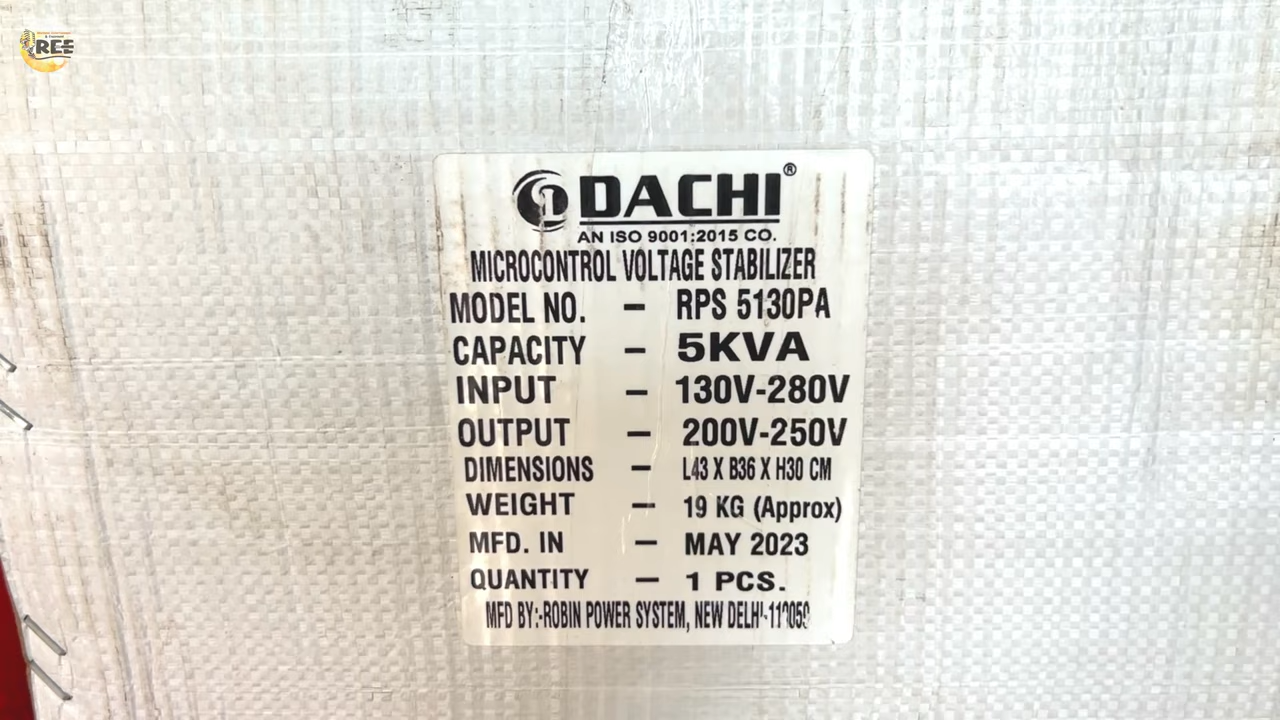 REE
DACHI®
AN ISO 9001:2015 CO.
MICROCONTROL VOLTAGE STABILIZER
MODEL NO. – RPS 5130PA
CAPACITY – 5KVA
INPUT – 130V-280V
OUTPUT – 200V-250V
DIMENSIONS – L43 X B36 X H30 CM
WEIGHT – 19 KG (Approx)
MFD. IN – MAY 2023
QUANTITY – 1 PCS.
MFD BY:-ROBIN POWER SYSTEM, NEW DELHI-110059